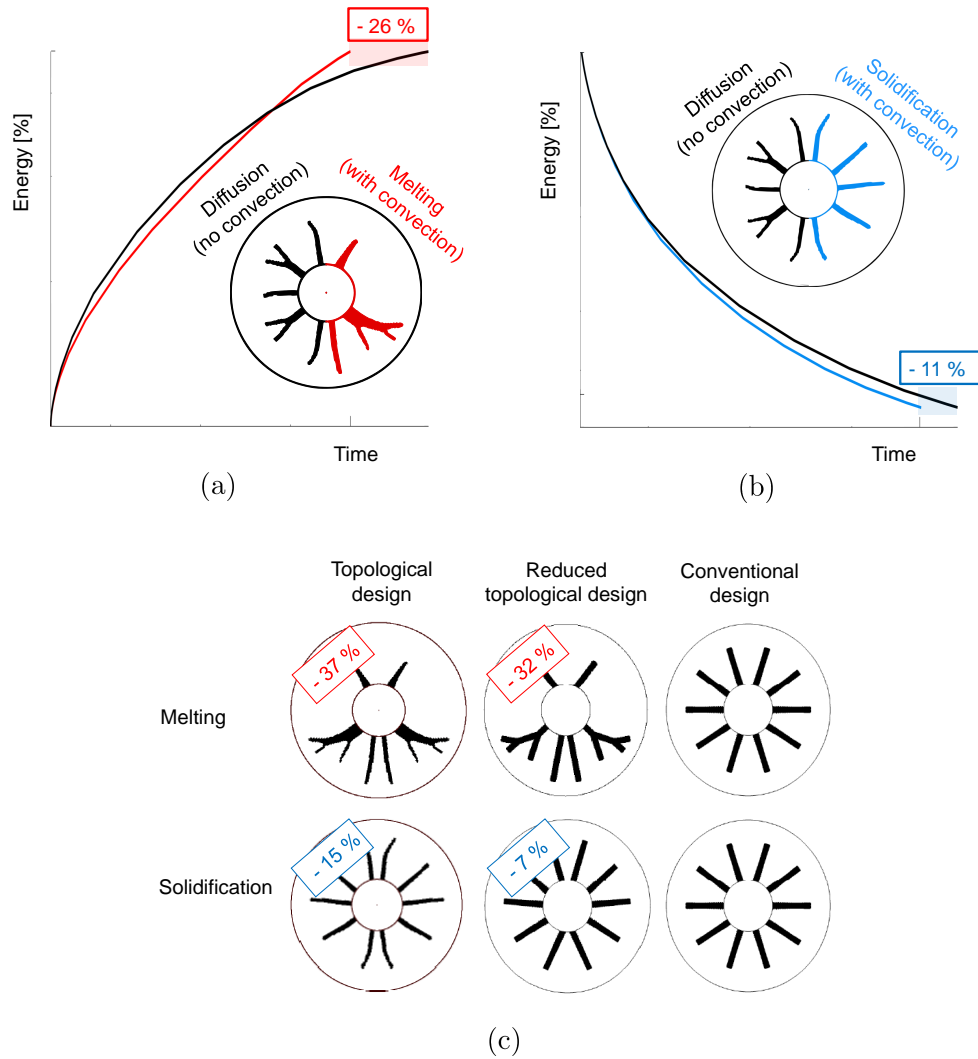 - 26 %
Energy [%]
Diffusion
(no convection)
Melting
(with convection)
Time
(a)
Energy [%]
Diffusion
(no convection)
Solidification
(with convection)
- 11 %
Time
(b)
Topological
design
Reduced
topological design
Conventional
design
Melting
- 37 %
- 32 %
Solidification
- 15 %
- 7 %
(c)